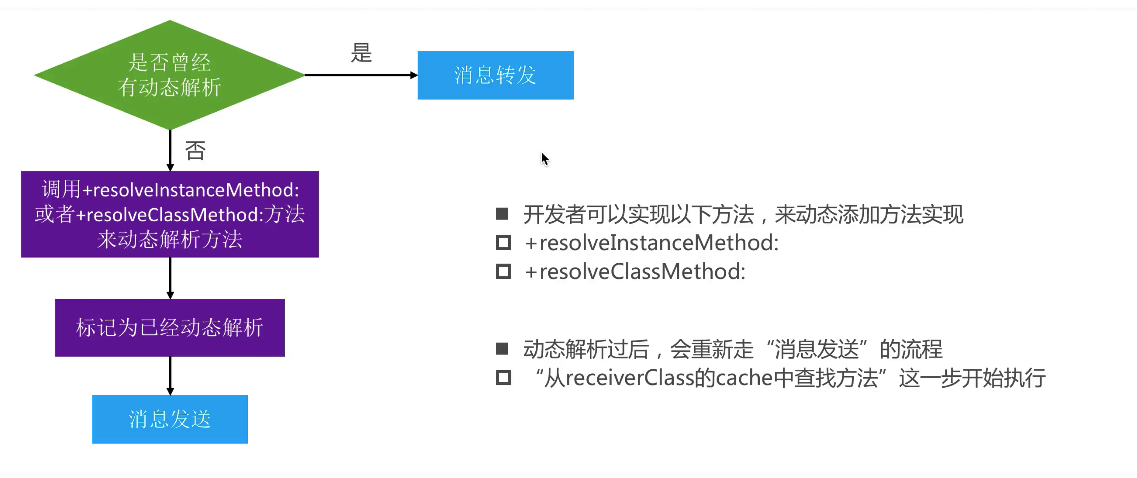 是否曾经
有动态解析
是
消息转发
否
调用+resolveInstanceMethod:
或者+resolveClassMethod:方法
来动态解析方法
标记为已经动态解析
消息发送
开发者可以实现以下方法，来动态添加方法实现
+resolveInstanceMethod:
+resolveClassMethod:
动态解析过后，会重新走“消息发送”的流程
“从receiverClass的cache中查找方法”这一步开始执行